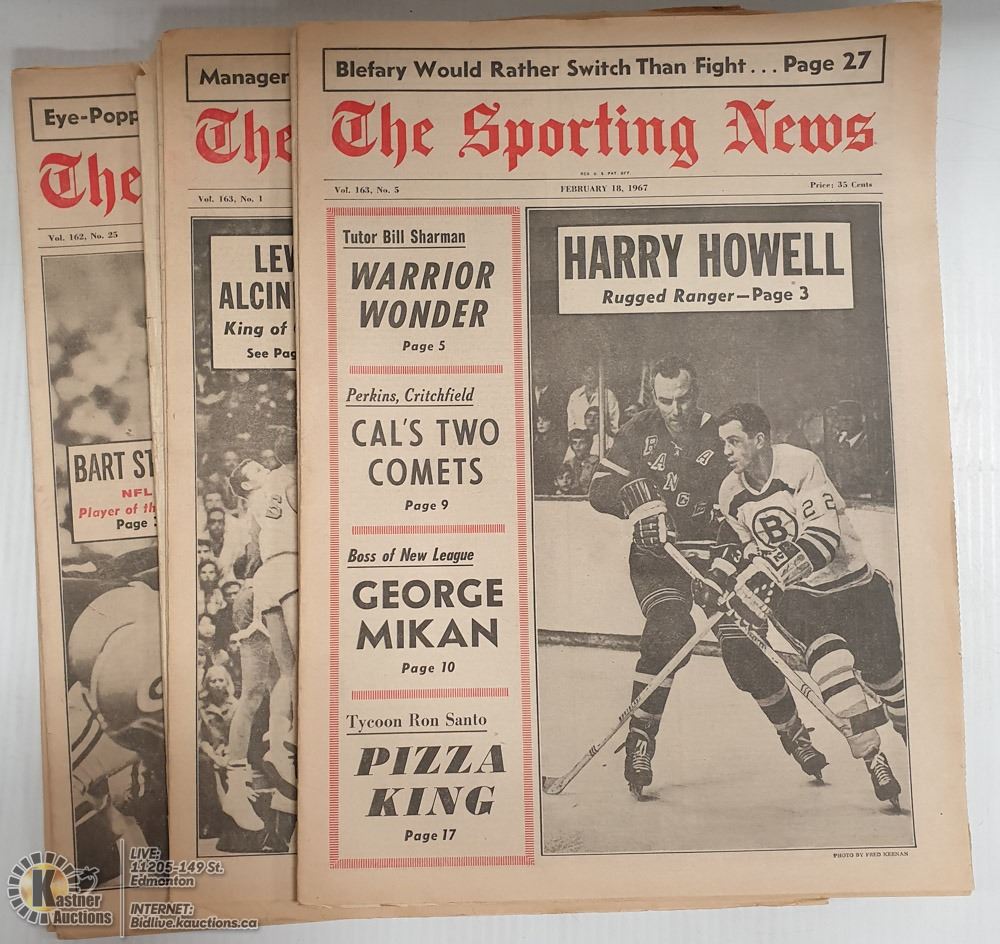 Eye-Popp
The
Vol. 162, No. 25
BART ST
NFL
Player of th
Page
Manager
The
Vol. 163, No. 1
LEW
ALCIN
King of
See Pag
Blefary Would Rather Switch Than Fight... Page 27
The Sporting News
REG. U. S. PAT. OFF.
Vol. 163, No. 5 FEBRUARY 18, 1967 Price: 35 Cents
Tutor Bill Sharman
WARRIOR
WONDER
Page 5
Perkins, Critchfield
CAL'S TWO
COMETS
Page 9
Boss of New League
GEORGE
MIKAN
Page 10
Tycoon Ron Santo
PIZZA
KING
Page 17
HARRY HOWELL
Rugged Ranger—Page 3
A
RANGE
B
22
PHOTO BY FRED KEENAN
K
Kastner
Auctions
LIVE:
11205-149 St.
Edmonton
INTERNET:
Bidlive.kauctions.ca